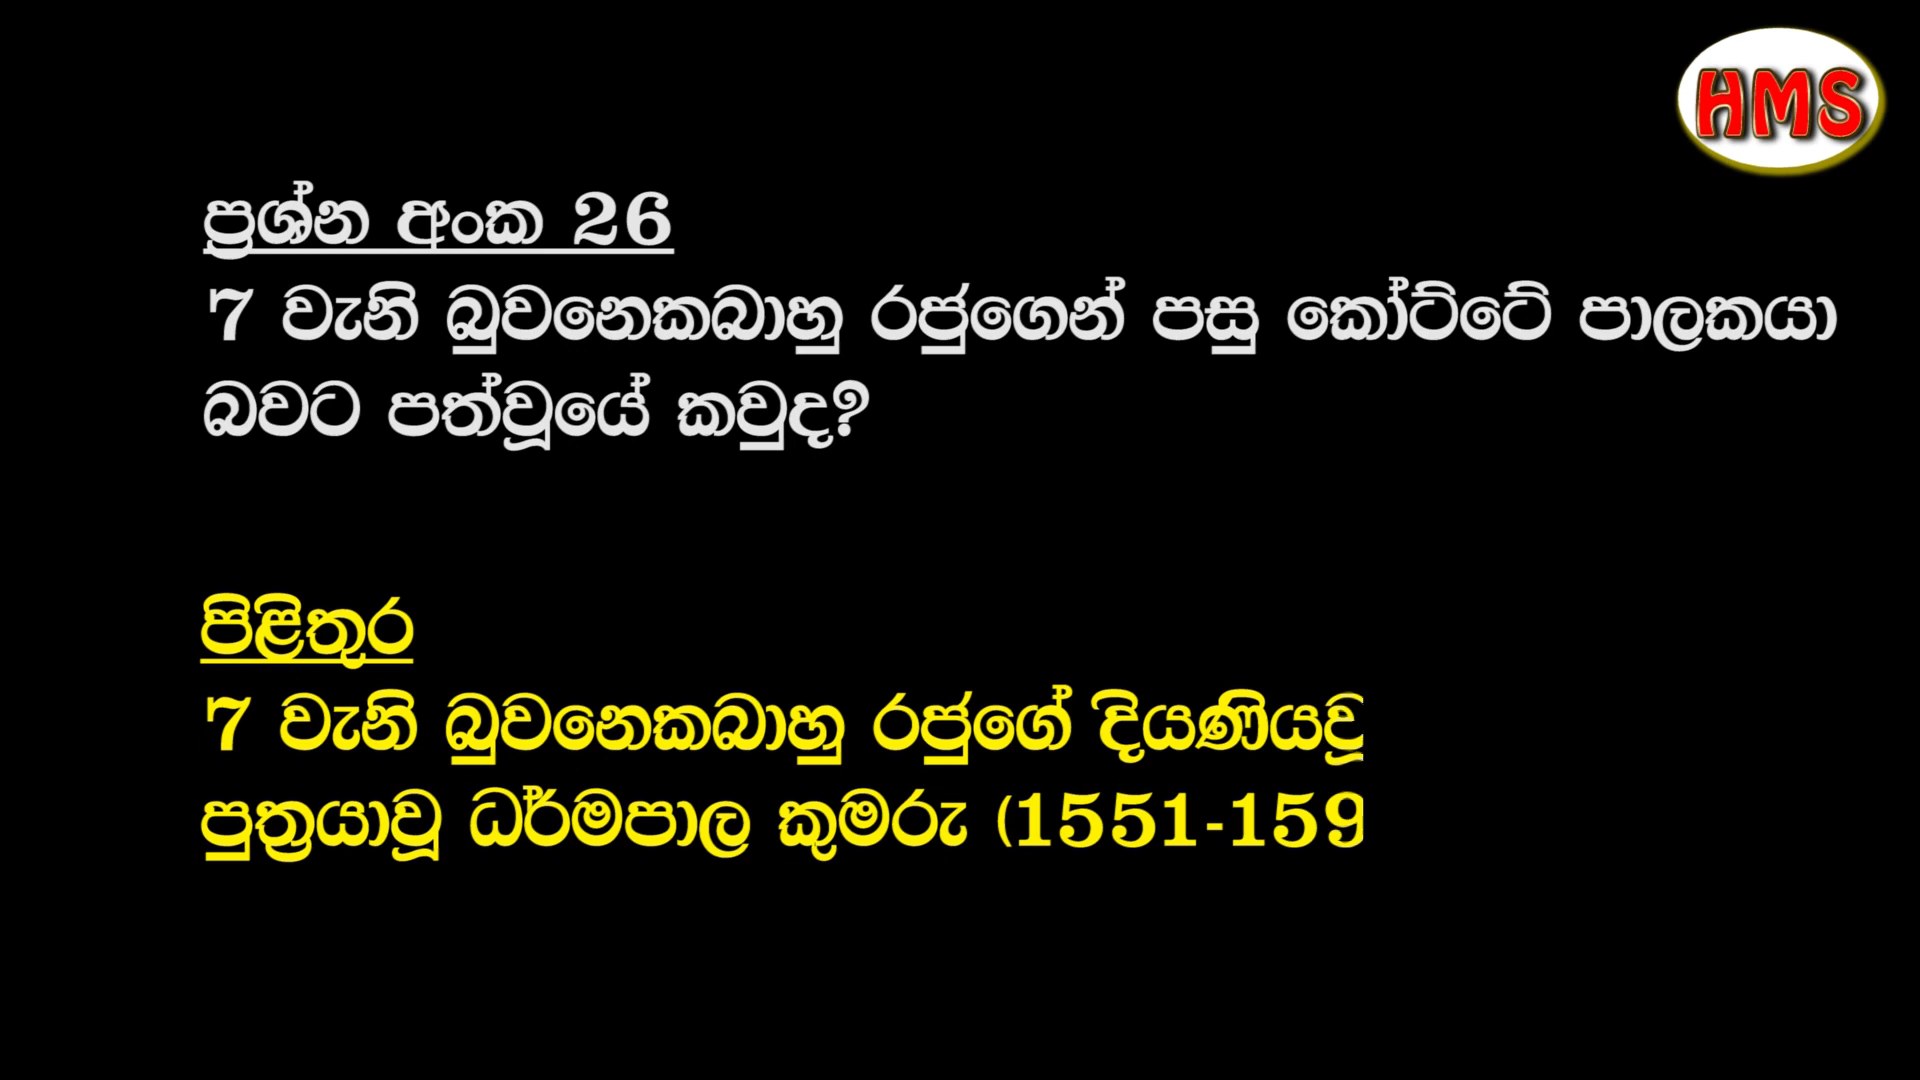 HMS
ප්‍රශ්න අංක 26
7 වැනි බුවනෙකබාහු රජුගෙන් පසු කෝට්ටේ පාලකයා
බවට පත්වූයේ කවුද?
පිළිතුර
7 වැනි බුවනෙකබාහු රජුගේ දියණියවූ
පුත්‍රයාවූ ධර්මපාල කුමරු (1551-159